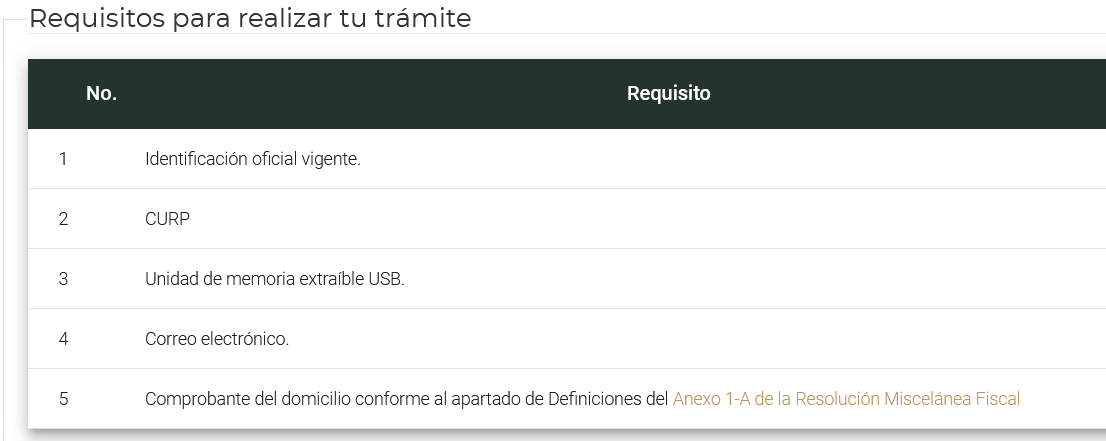 Requisitos para realizar tu trámite
No. Requisito
1 Identificación oficial vigente.
2 CURP
3 Unidad de memoria extraíble USB.
4 Correo electrónico.
5 Comprobante del domicilio conforme al apartado de Definiciones del Anexo 1-A de la Resolución Miscelánea Fiscal